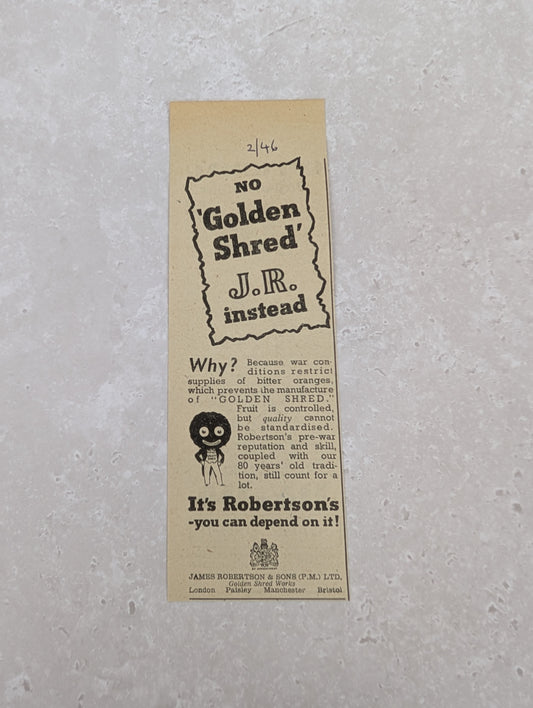 2/46
NO
'Golden
Shred'
J.R.
instead
Why? Because war con-
ditions restrict
supplies of bitter oranges,
which prevents the manufacture
of "GOLDEN SHRED."
Fruit is controlled,
but quality cannot
be standardised.
Robertson's pre-war
reputation and skill,
coupled with our
80 years' old tradi-
tion, still count for a
lot.
It's Robertson's
-you can depend on it!
JAMES ROBERTSON & SONS (P.M.) LTD.
Golden Shred Works
London Paisley Manchester Bristol